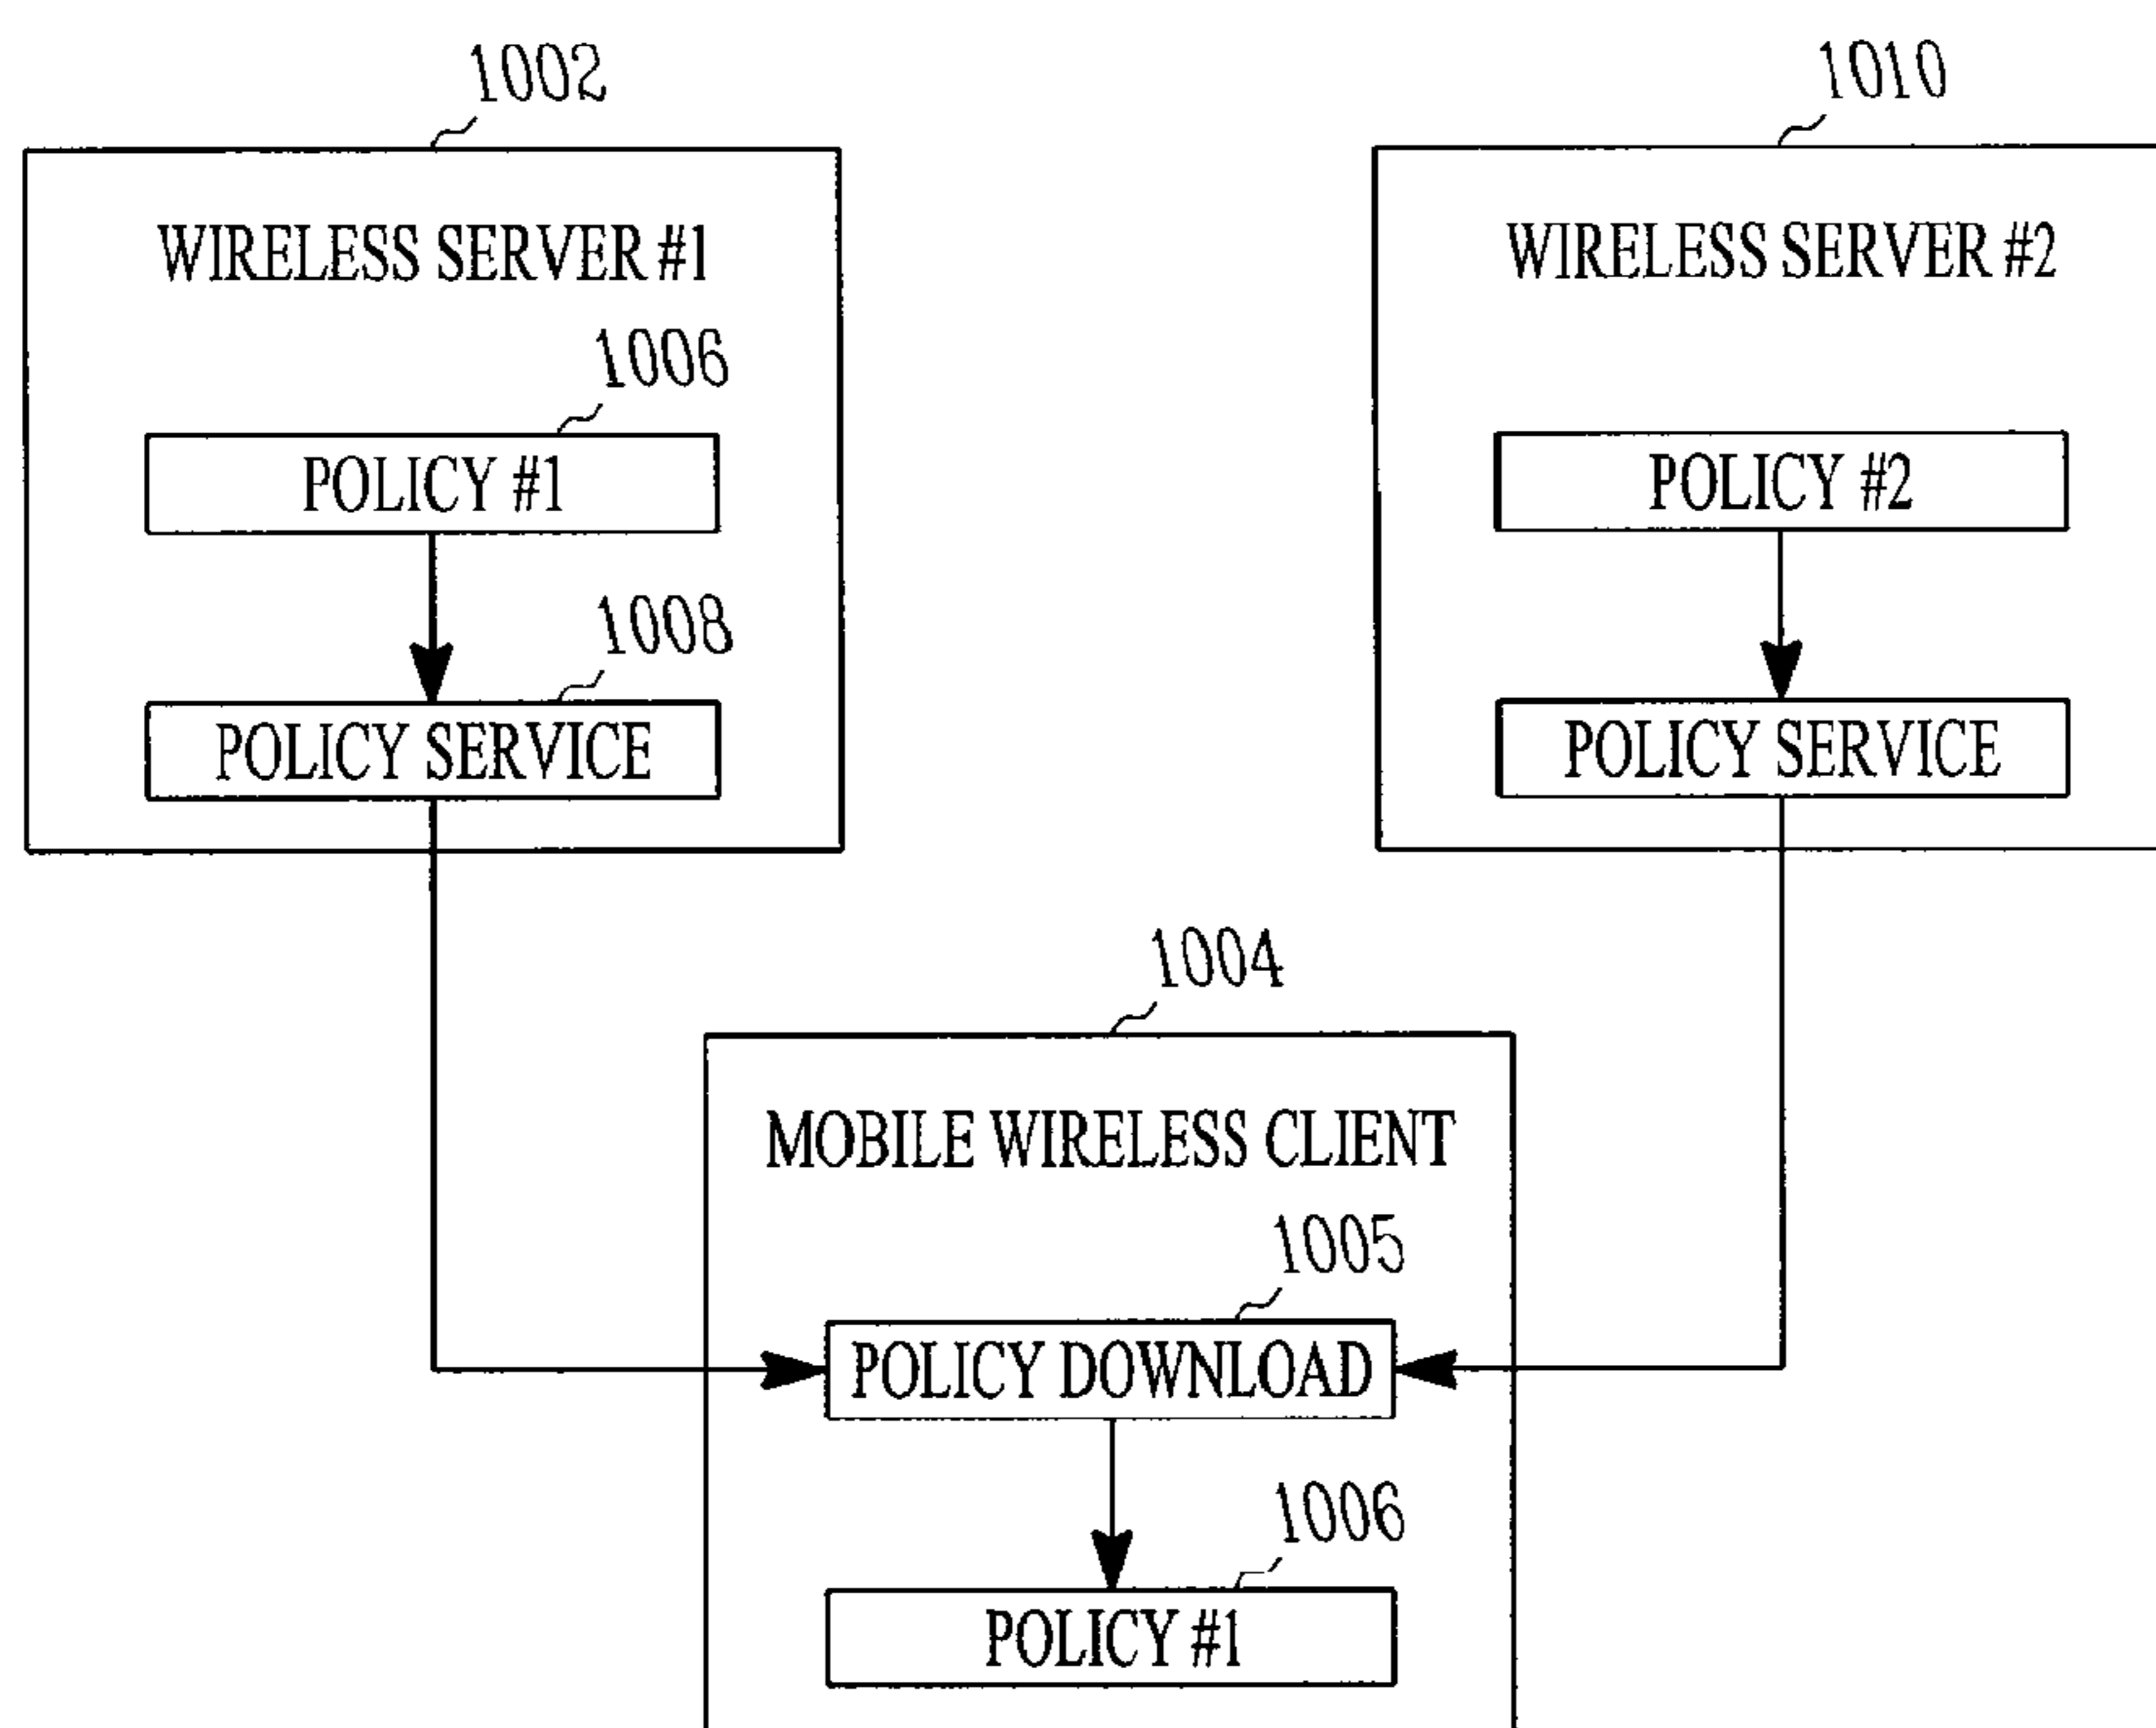 1002
WIRELESS SERVER #1
1006
POLICY #1
1008
POLICY SERVICE
1010
WIRELESS SERVER #2
POLICY #2
POLICY SERVICE
1004
MOBILE WIRELESS CLIENT
1005
POLICY DOWNLOAD
1006
POLICY #1